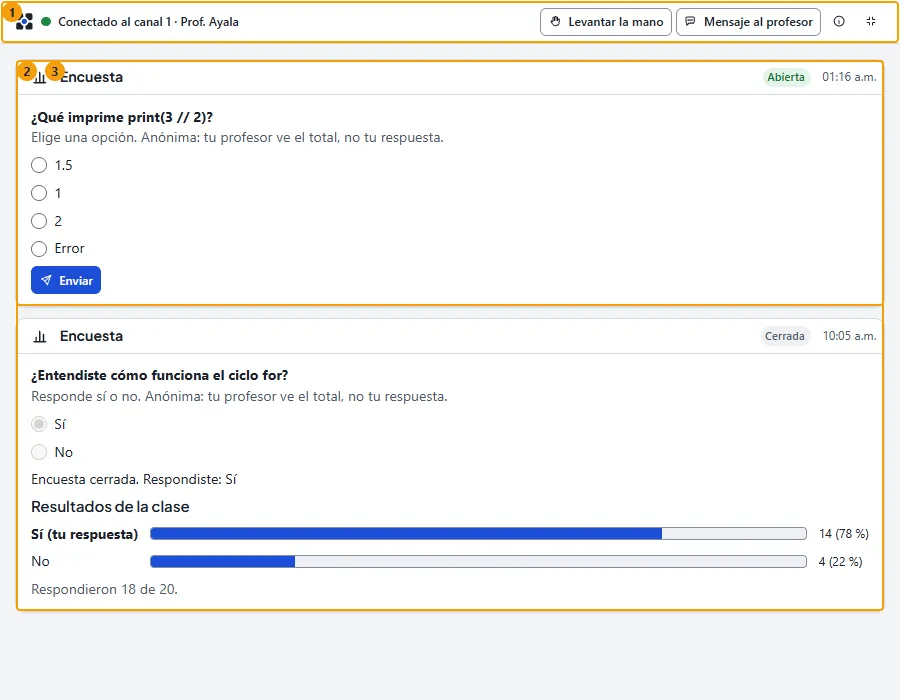 1
Conectado al canal 1 · Prof. Ayala
Levantar la mano
Mensaje al profesor
2 3 Encuesta
Abierta
01:16 a.m.
¿Qué imprime print(3 // 2)?
Elige una opción. Anónima: tu profesor ve el total, no tu respuesta.
1.5
1
2
Error
Enviar
Encuesta
Cerrada
10:05 a.m.
¿Entendiste cómo funciona el ciclo for?
Responde sí o no. Anónima: tu profesor ve el total, no tu respuesta.
Sí
No
Encuesta cerrada. Respondiste: Sí
Resultados de la clase
Sí (tu respuesta) 14 (78 %)
No 4 (22 %)
Respondieron 18 de 20.